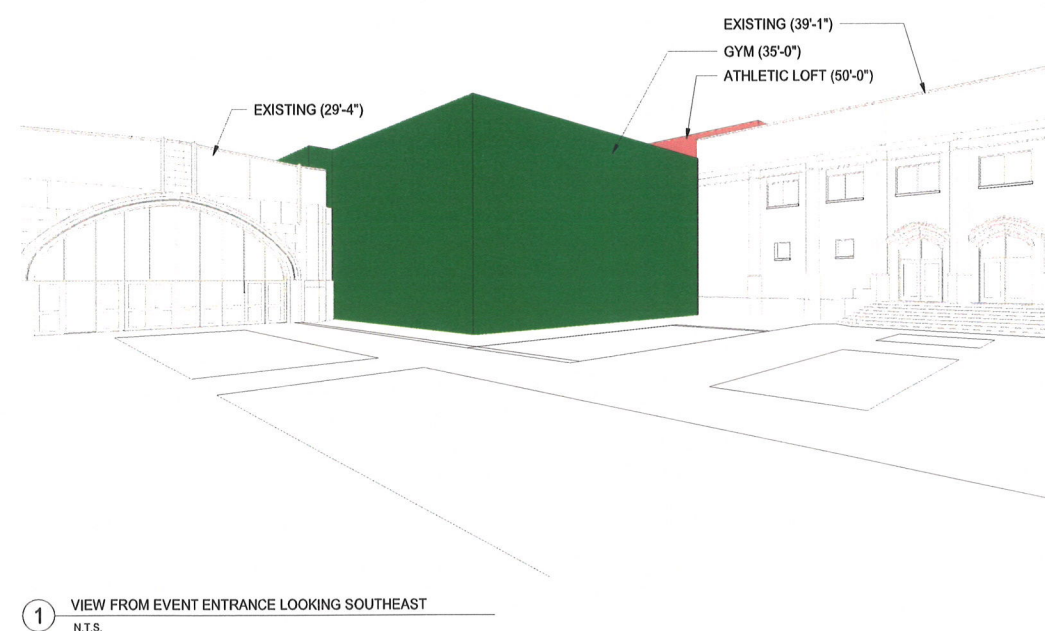 EXISTING (39'-1")
GYM (35'-0")
ATHLETIC LOFT (50'-0")
EXISTING (29'-4")
1 VIEW FROM EVENT ENTRANCE LOOKING SOUTHEAST
N.T.S.